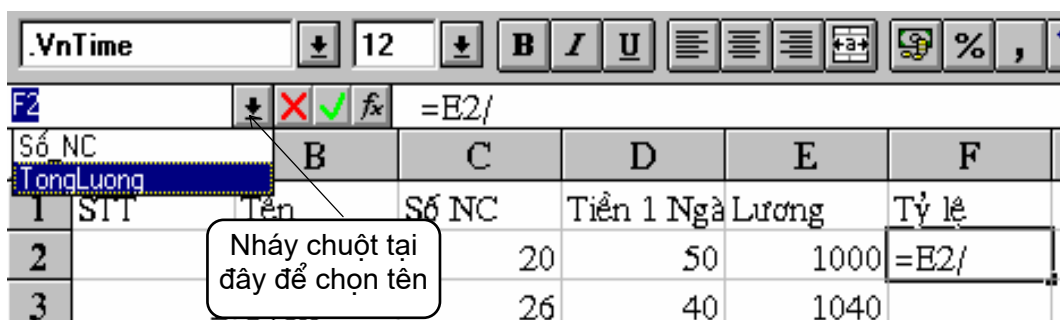 .VnTime 12 B I U % ,
F2 fx =E2/
Số_NC
TongLuong
B C D E F
1 STT Tên Số NC Tiền 1 Ngà Lương Tỷ lệ
Nháy chuột tại
đây để chọn tên
2 20 50 1000 =E2/
3 26 40 1040